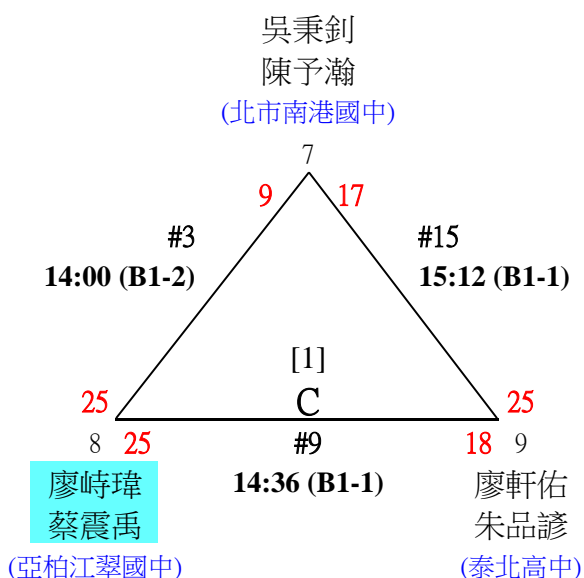 吳秉釗
陳予瀚
(北市南港國中)
7
9 17
#3 #15
14:00 (B1-2) 15:12 (B1-1)
[1]
25 C 25
8 25 #9 18 9
廖峙瑋 14:36 (B1-1) 廖軒佑
蔡震禹 朱品諺
(亞柏江翠國中) (泰北高中)